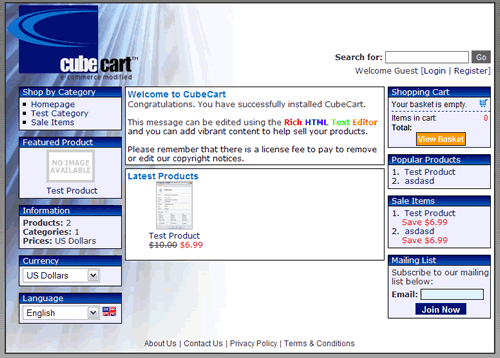 cubecart™
e-commerce modified
Search for:
Go
Welcome Guest [Login | Register]
Shop by Category
Homepage
Test Category
Sale Items
Featured Product
NO IMAGE
AVAILABLE
Test Product
Information
Products: 2
Categories: 1
Prices: US Dollars
Currency
US Dollars
Language
English
Welcome to CubeCart
Congratulations. You have successfully installed CubeCart.
This message can be edited using the Rich HTML Text Editor
and you can add vibrant content to help sell your products.
Please remember that there is a license fee to pay to remove
or edit our copyright notices.
Latest Products
Test Product
$10.00 $6.99
Shopping Cart
Your basket is empty.
Items in cart: 0
Total:
View Basket
Popular Products
1. Test Product
2. asdasd
Sale Items
1. Test Product
Save $6.99
2. asdasd
Save $6.99
Mailing List
Subscribe to our mailing
list below:
Email:
Join Now
About Us | Contact Us | Privacy Policy | Terms & Conditions